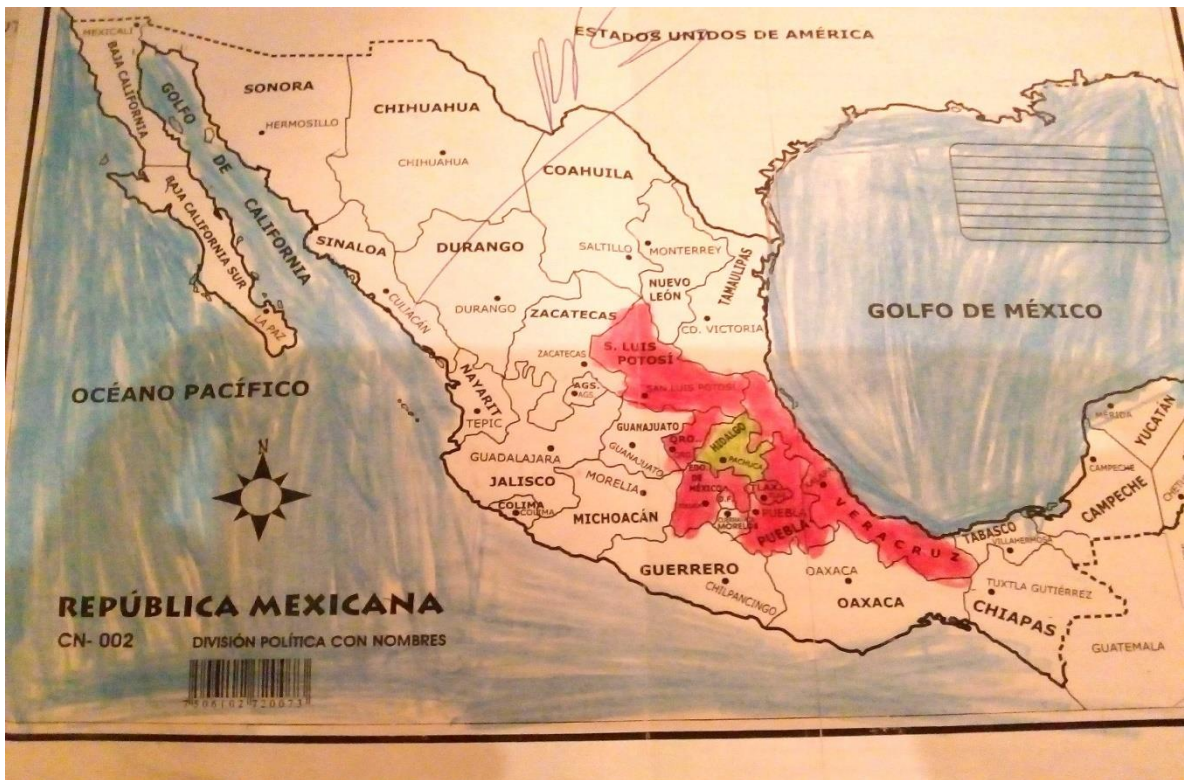 ESTADOS UNIDOS DE AMÉRICA
MEXICALI
BAJA CALIFORNIA
GOLFO DE CALIFORNIA
SONORA
HERMOSILLO
CHIHUAHUA
CHIHUAHUA
COAHUILA
BAJA CALIFORNIA SUR
LA PAZ
SINALOA
CULIACÁN
DURANGO
DURANGO
SALTILLO
MONTERREY
NUEVO
LEÓN
TAMAULIPAS
CD. VICTORIA
ZACATECAS
ZACATECAS
S. LUIS
POTOSÍ
SAN LUIS POTOSÍ
GOLFO DE MÉXICO
OCÉANO PACÍFICO
NAYARIT
TEPIC
AGS.
AGS.
GUANAJUATO
GUANAJUATO
QRO.
HIDALGO
PACHUCA
GUADALAJARA
JALISCO
COLIMA
COLIMA
MORELIA
MICHOACÁN
EDO
DE
MÉXICO
D.F.
MORELOS
TLAX.
PUEBLA
PUEBLA
VERACRUZ
GUERRERO
CHILPANCINGO
OAXACA
OAXACA
TABASCO
VILLAHERMOSA
TUXTLA GUTIÉRREZ
CHIAPAS
MÉRIDA
YUCATÁN
CAMPECHE
CAMPECHE
GUATEMALA
N
REPÚBLICA MEXICANA
CN- 002
DIVISIÓN POLÍTICA CON NOMBRES